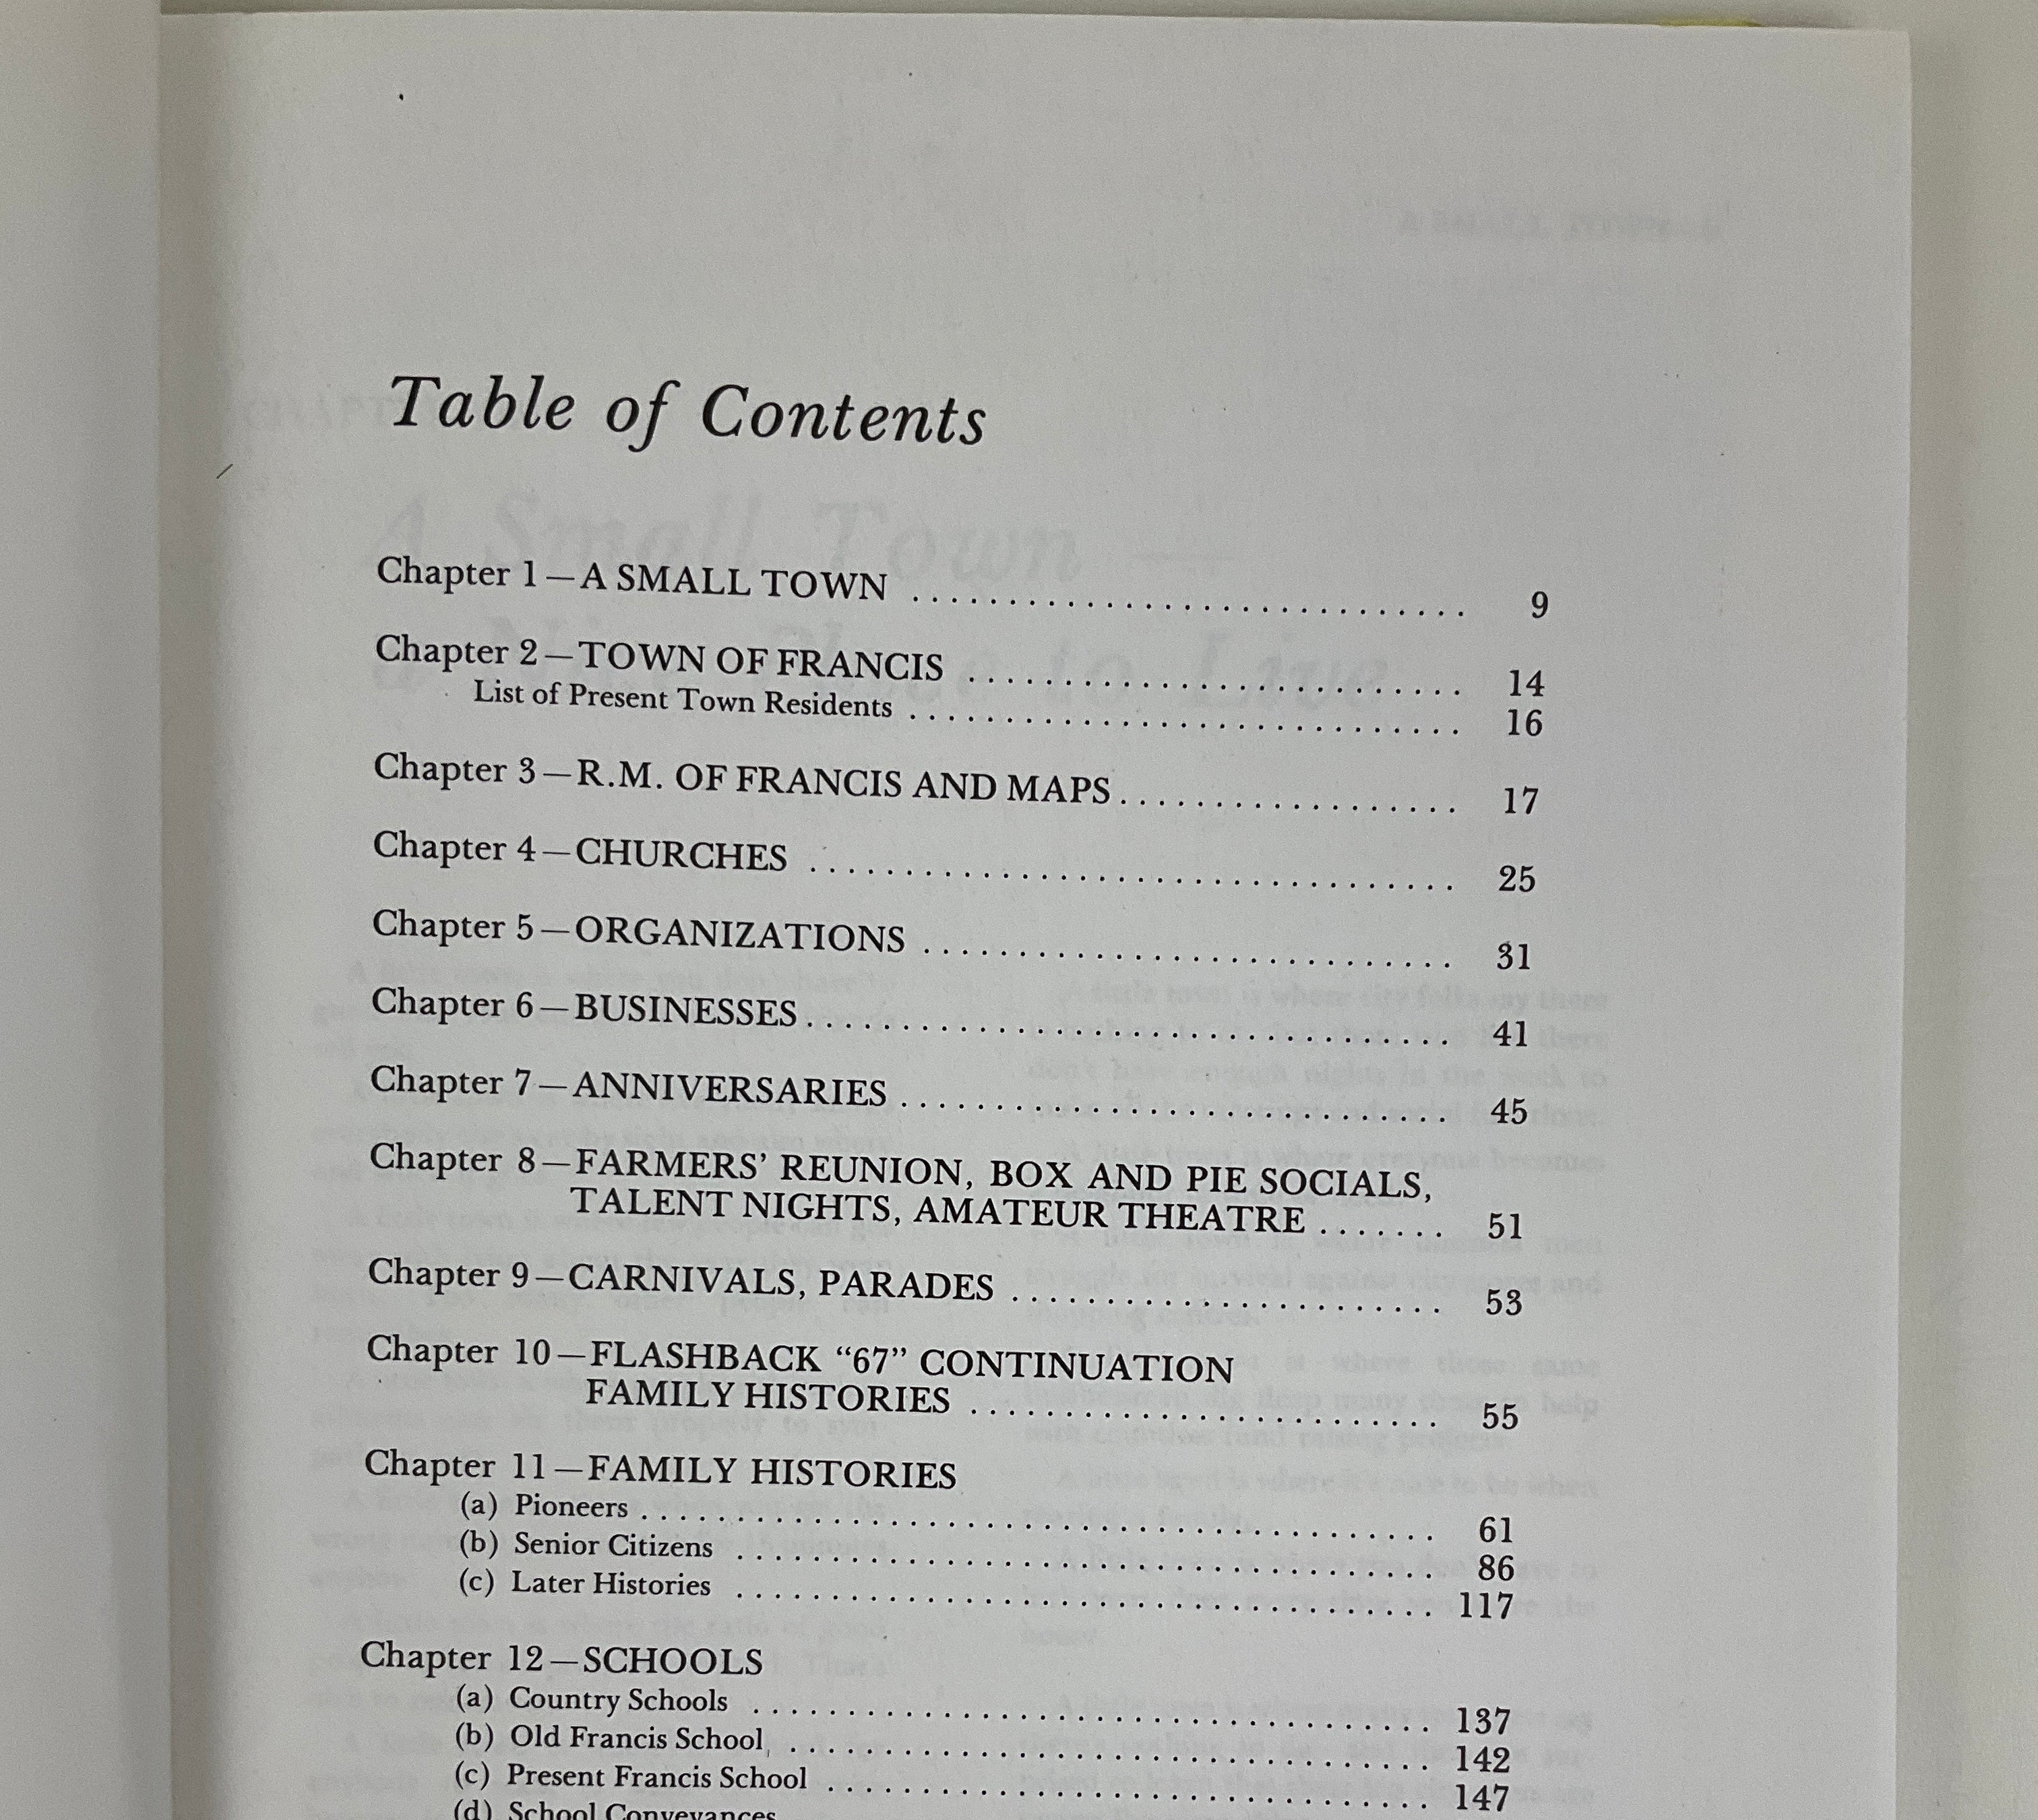 Table of Contents
Chapter 1—A SMALL TOWN .............................. 9
Chapter 2—TOWN OF FRANCIS .......................... 14
List of Present Town Residents ............................. 16
Chapter 3—R.M. OF FRANCIS AND MAPS.................. 17
Chapter 4—CHURCHES .................................. 25
Chapter 5—ORGANIZATIONS ............................ 31
Chapter 6—BUSINESSES.................................. 41
Chapter 7—ANNIVERSARIES ............................. 45
Chapter 8—FARMERS’ REUNION, BOX AND PIE SOCIALS,
TALENT NIGHTS, AMATEUR THEATRE ....... 51
Chapter 9—CARNIVALS, PARADES ....................... 53
Chapter 10—FLASHBACK “67” CONTINUATION
FAMILY HISTORIES ......................... 55
Chapter 11—FAMILY HISTORIES
(a) Pioneers .......................................... 61
(b) Senior Citizens .................................... 86
(c) Later Histories .................................... 117
Chapter 12—SCHOOLS
(a) Country Schools .................................... 137
(b) Old Francis School, .................................. 142
(c) Present Francis School ................................ 147
(d) School Conveyances